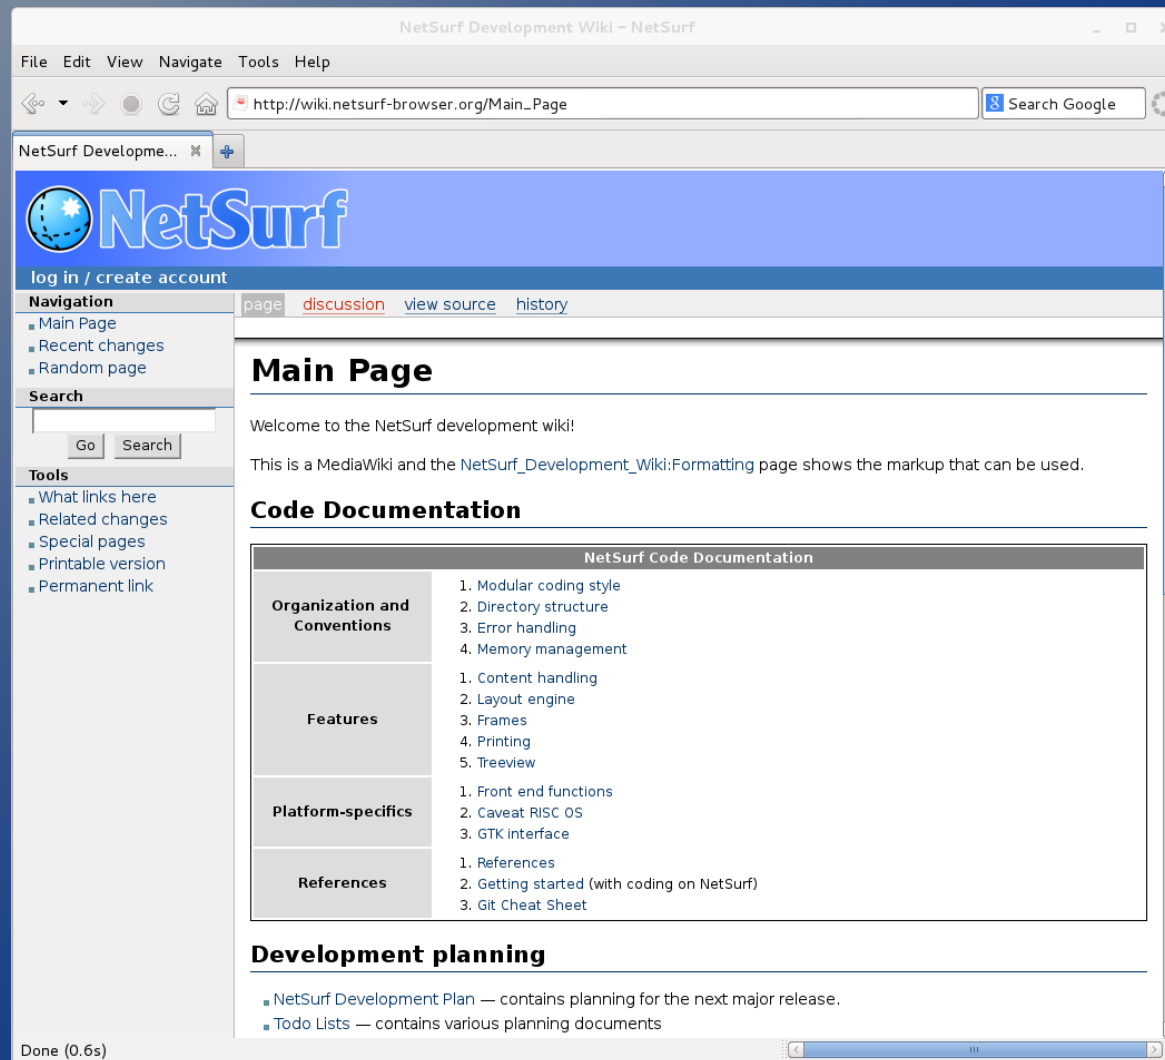 NetSurf Development Wiki – NetSurf
File Edit View Navigate Tools Help
http://wiki.netsurf-browser.org/Main_Page
8 Search Google
NetSurf Developme...
NetSurf
log in / create account
Navigation
Main Page
Recent changes
Random page
Search
Go Search
Tools
What links here
Related changes
Special pages
Printable version
Permanent link
page discussion view source history
Main Page
Welcome to the NetSurf development wiki!
This is a MediaWiki and the NetSurf_Development_Wiki:Formatting page shows the markup that can be used.
Code Documentation
NetSurf Code Documentation
Organization and
Conventions
1. Modular coding style
2. Directory structure
3. Error handling
4. Memory management
Features
1. Content handling
2. Layout engine
3. Frames
4. Printing
5. Treeview
Platform-specifics
1. Front end functions
2. Caveat RISC OS
3. GTK interface
References
1. References
2. Getting started (with coding on NetSurf)
3. Git Cheat Sheet
Development planning
NetSurf Development Plan — contains planning for the next major release.
Todo Lists — contains various planning documents
Done (0.6s)